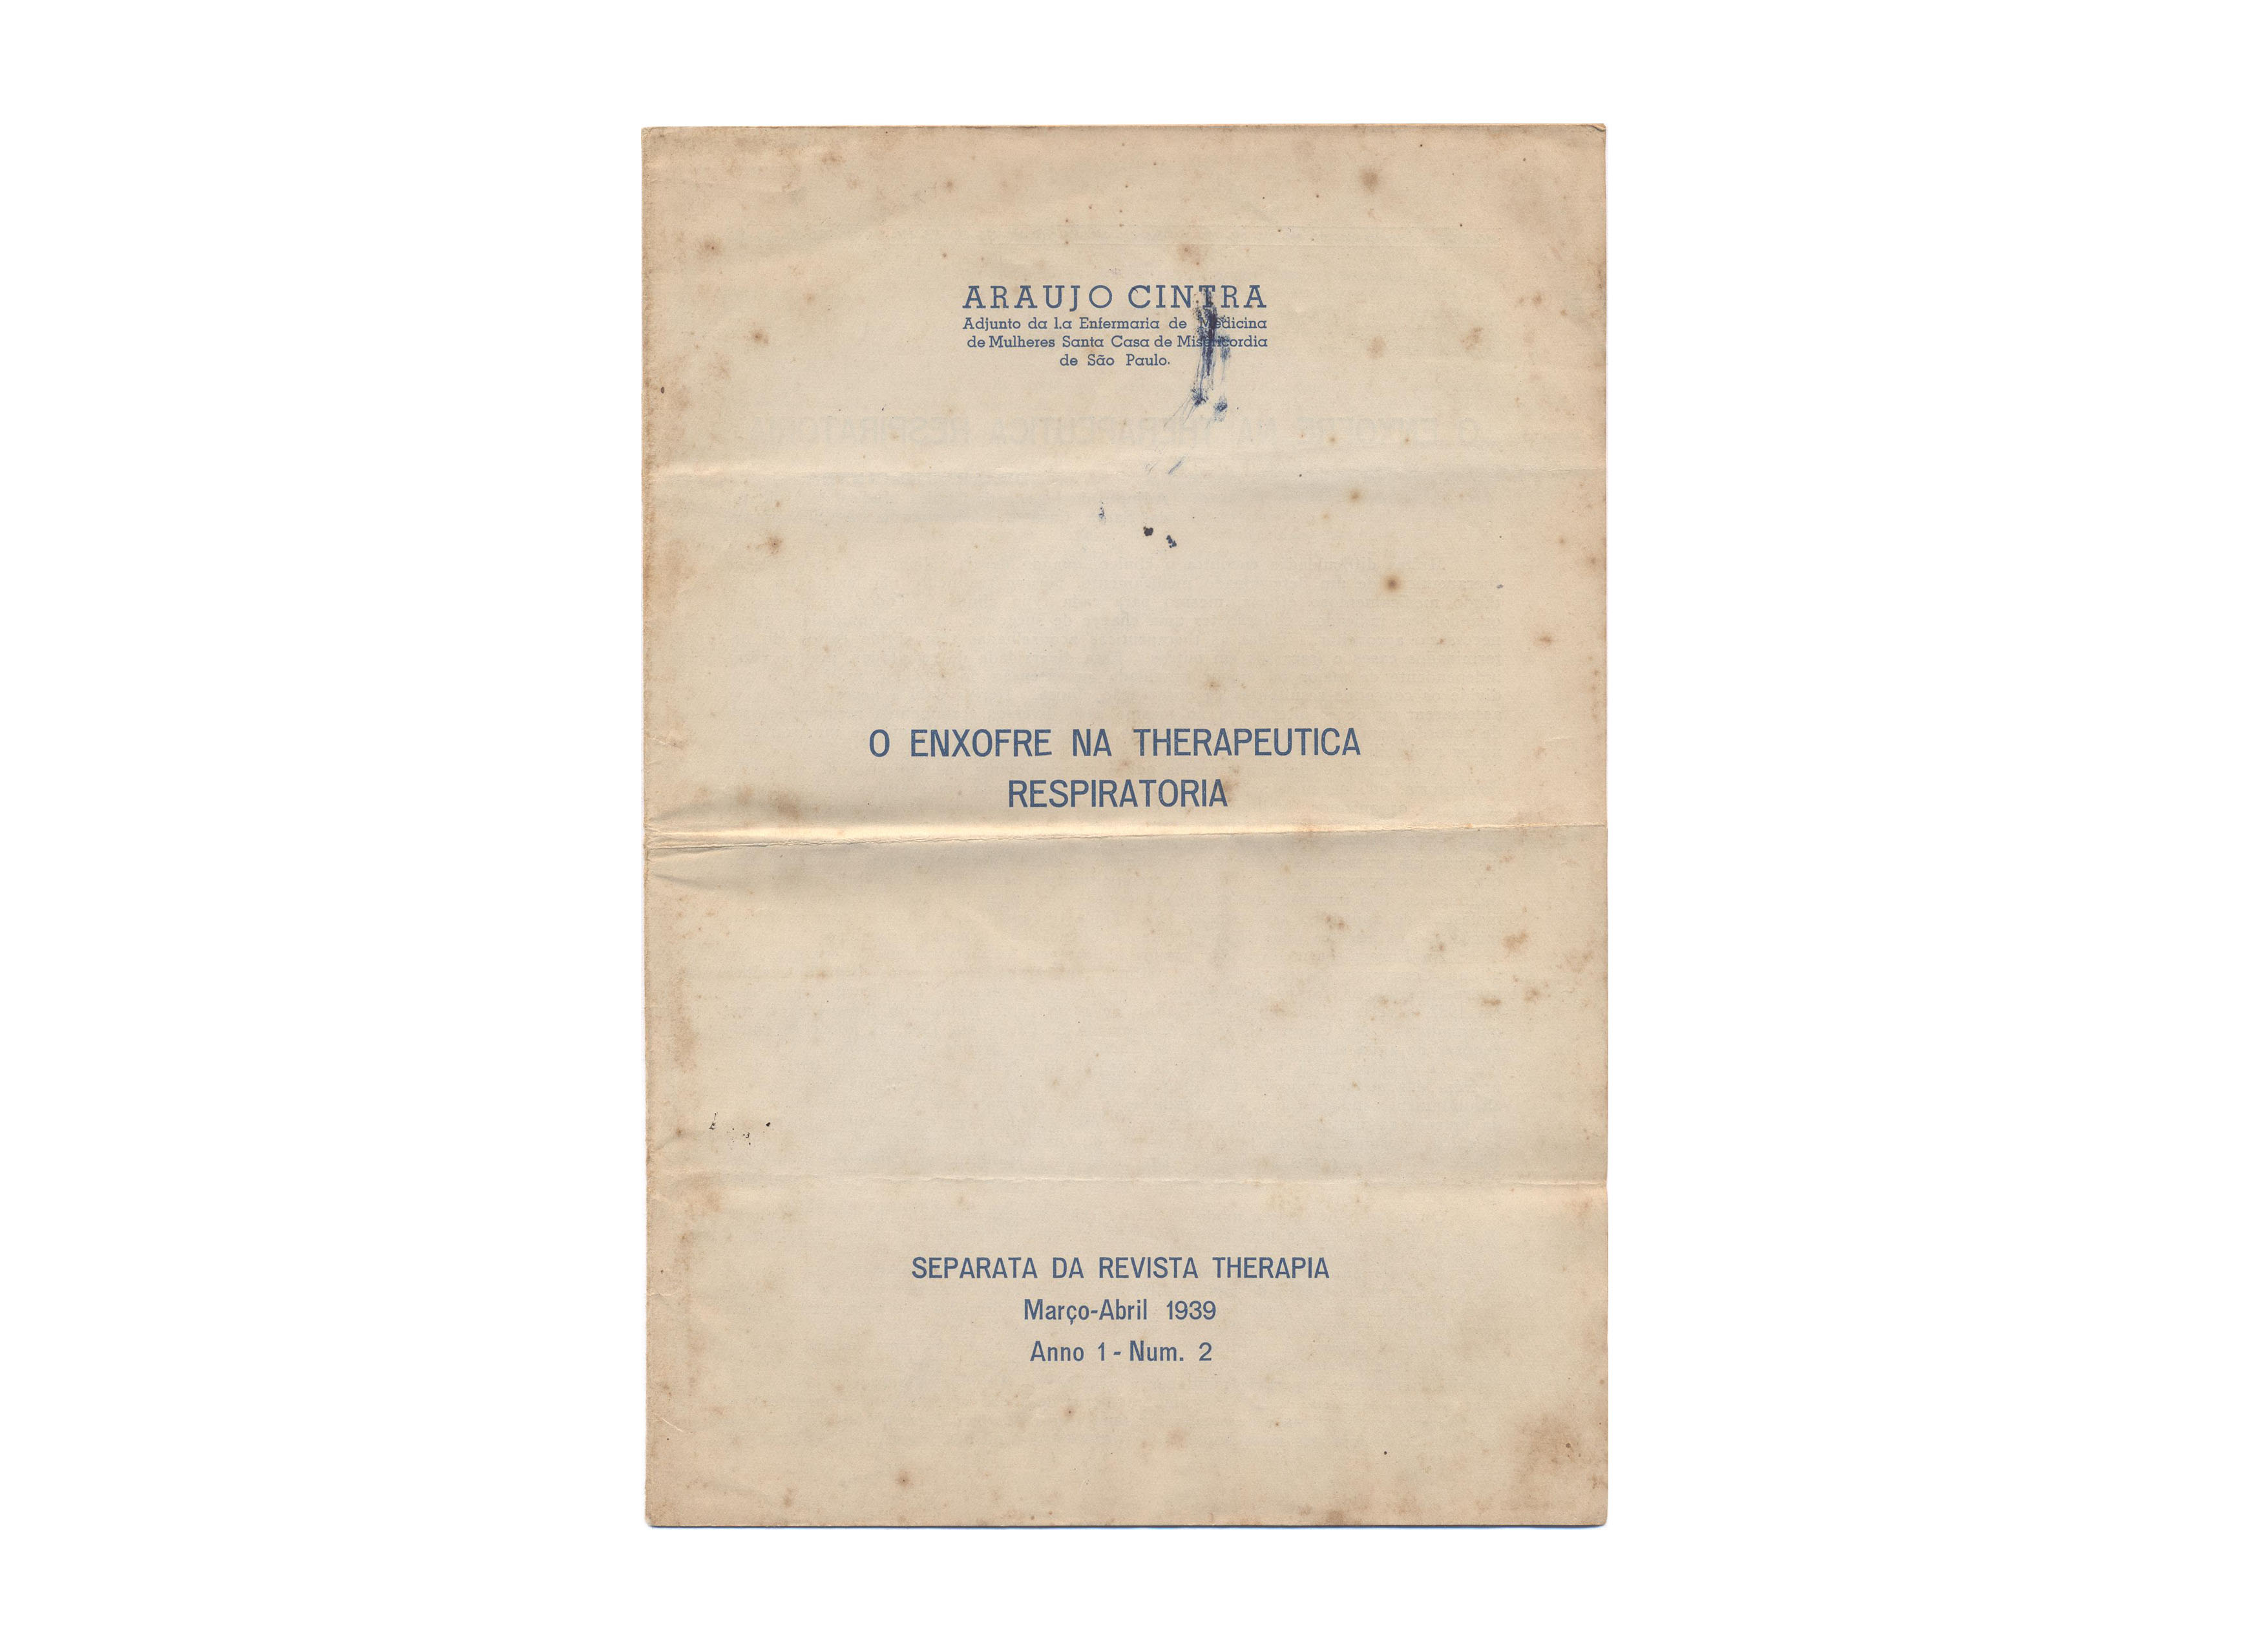 ARAUJO CINTRA
Adjunto da 1.a Enfermaria de Medicina
de Mulheres Santa Casa de Misericordia
de São Paulo.
O ENXOFRE NA THERAPEUTICA
RESPIRATORIA
SEPARATA DA REVISTA THERAPIA
Março-Abril 1939
Anno 1 - Num. 2